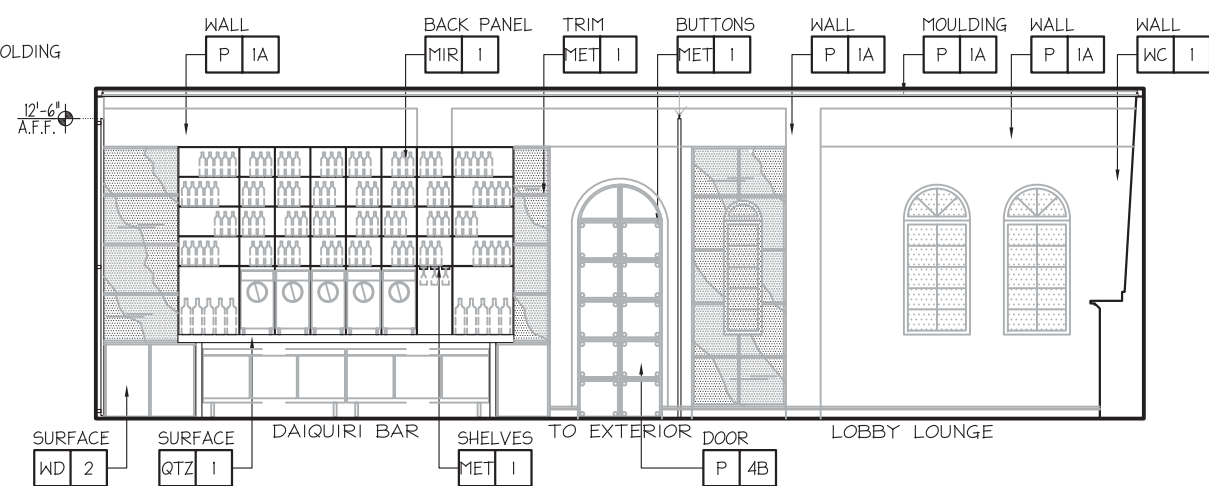 WALL
P 1A
BACK PANEL
MIR 1
TRIM
MET 1
BUTTONS
MET 1
WALL
P 1A
MOULDING
P 1A
WALL
P 1A
WALL
WC 1
OLDING
12'-6"
A.F.F.
DAIQUIRI BAR
TO EXTERIOR
LOBBY LOUNGE
SURFACE
WD 2
SURFACE
QTZ 1
SHELVES
MET 1
DOOR
P 4B